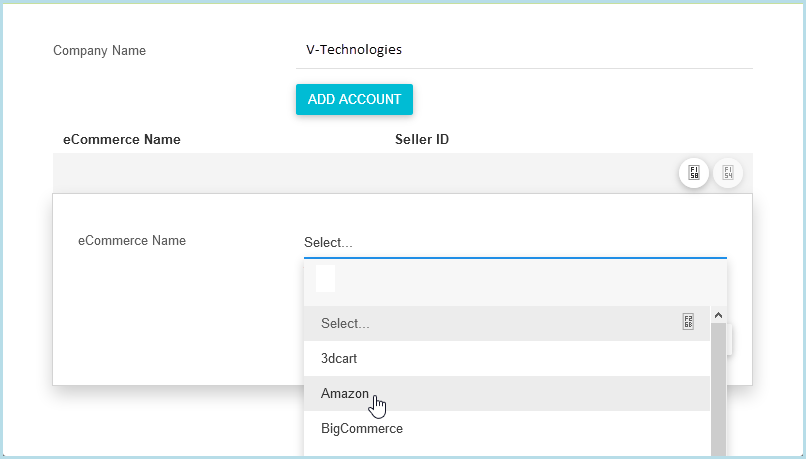 Company Name V-Technologies
ADD ACCOUNT
eCommerce Name Seller ID
eCommerce Name Select...
Select...
3dcart
Amazon
BigCommerce